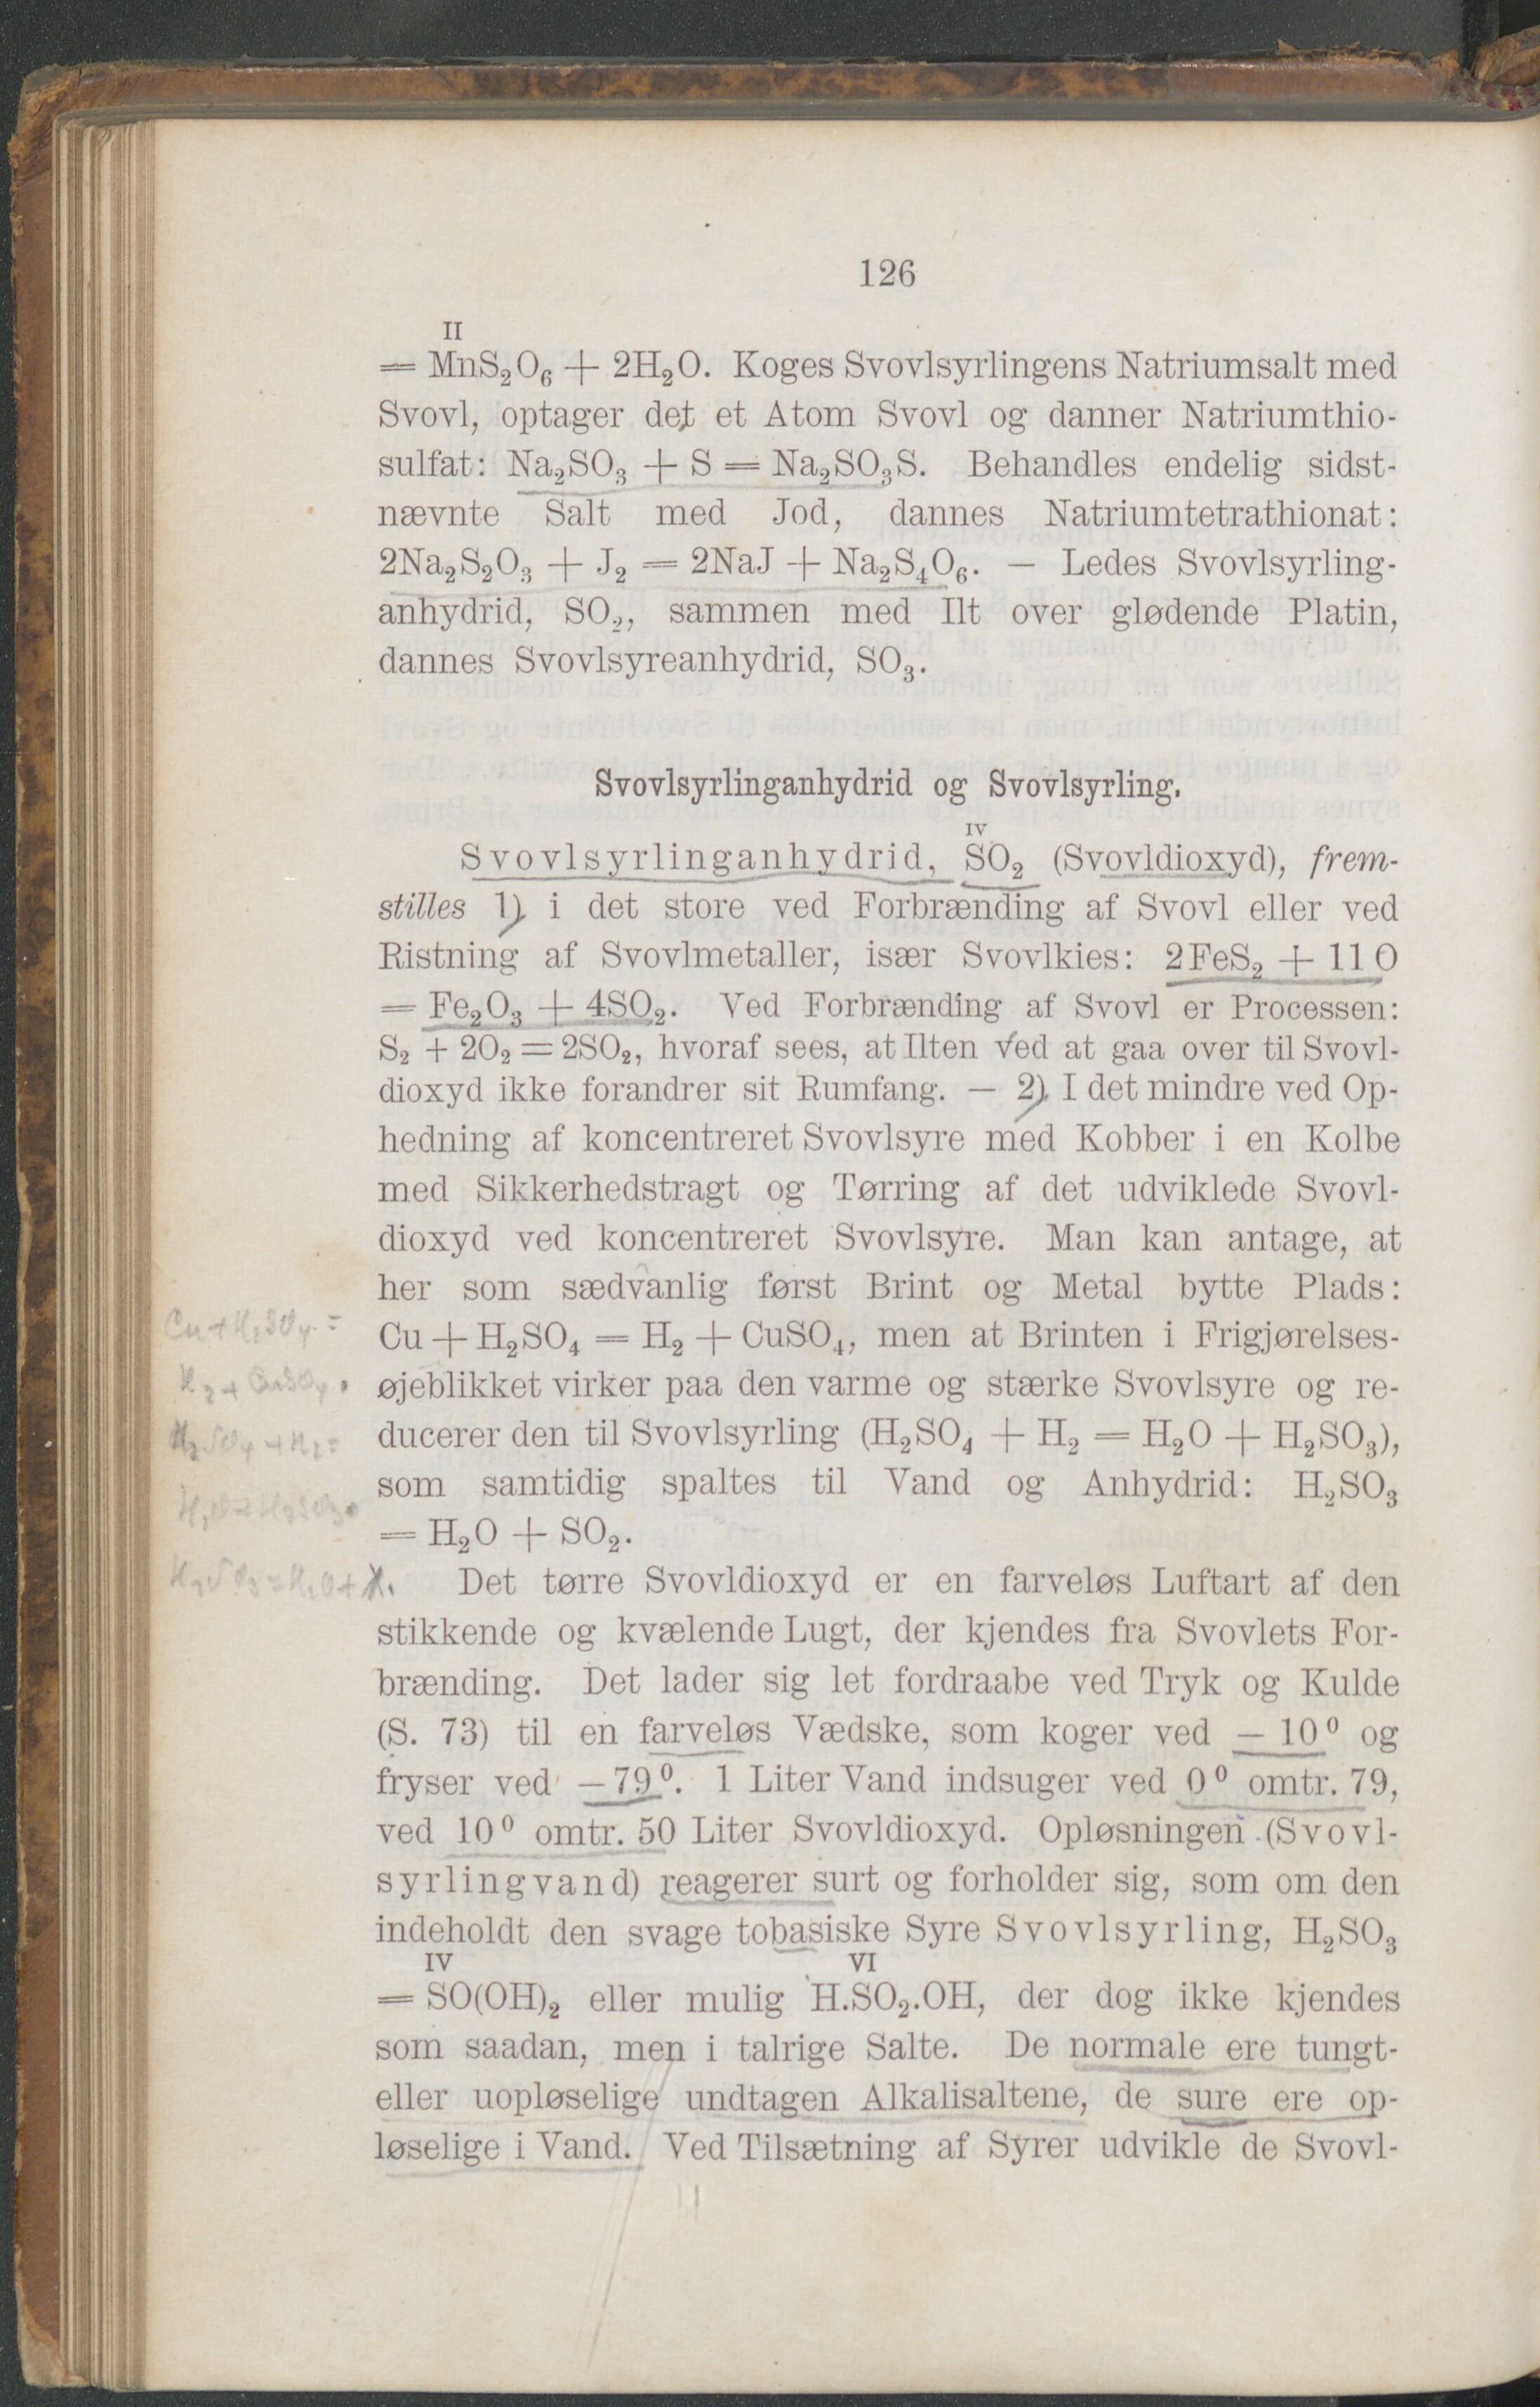 126
II
= MnS₂O₆ + 2H₂O. Koges Svovlsyrlingens Natriumsalt med
Svovl, optager det et Atom Svovl og danner Natriumthio-
sulfat: Na₂SO₃ + S = Na₂SO₃S. Behandles endelig sidst-
nævnte Salt med Jod, dannes Natriumtetrathionat:
2Na₂S₂O₃ + J₂ = 2NaJ + Na₂S₄O₆. — Ledes Svovlsyrling-
anhydrid, SO₂, sammen med Ilt over glødende Platin,
dannes Svovlsyreanhydrid, SO₃.
Svovlsyrlinganhydrid og Svovlsyrling.
IV
Svovlsyrlinganhydrid, SO₂ (Svovldioxyd), frem-
stilles 1) i det store ved Forbrænding af Svovl eller ved
Ristning af Svovlmetaller, især Svovlkies: 2FeS₂ + 11O
= Fe₂O₃ + 4SO₂. Ved Forbrænding af Svovl er Processen:
S₂ + 2O₂ = 2SO₂, hvoraf sees, at Ilten ved at gaa over til Svovl-
dioxyd ikke forandrer sit Rumfang. — 2) I det mindre ved Op-
hedning af koncentreret Svovlsyre med Kobber i en Kolbe
med Sikkerhedstragt og Tørring af det udviklede Svovl-
dioxyd ved koncentreret Svovlsyre. Man kan antage, at
her som sædvanlig først Brint og Metal bytte Plads:
Cu + H₂SO₄ = H₂ + CuSO₄, men at Brinten i Frigjørelses-
øjeblikket virker paa den varme og stærke Svovlsyre og re-
ducerer den til Svovlsyrling (H₂SO₄ + H₂ = H₂O + H₂SO₃),
som samtidig spaltes til Vand og Anhydrid: H₂SO₃
= H₂O + SO₂.
Det tørre Svovldioxyd er en farveløs Luftart af den
stikkende og kvælende Lugt, der kjendes fra Svovlets For-
brænding. Det lader sig let fordraabe ved Tryk og Kulde
(S. 73) til en farveløs Vædske, som koger ved — 10⁰ og
fryser ved —79⁰. 1 Liter Vand indsuger ved 0⁰ omtr. 79,
ved 10⁰ omtr. 50 Liter Svovldioxyd. Opløsningen (Svovl-
syrlingvand) reagerer surt og forholder sig, som om den
indeholdt den svage tobasiske Syre Svovlsyrling, H₂SO₃
IV VI
= SO(OH)₂ eller mulig H.SO₂.OH, der dog ikke kjendes
som saadan, men i talrige Salte. De normale ere tungt-
eller uopløselige undtagen Alkalisaltene, de sure ere op-
løselige i Vand. Ved Tilsætning af Syrer udvikle de Svovl-
Cu + H₂SO₄ =
H₂ + CuSO₄
H₂SO₄ + H₂ =
H₂O + H₂SO₃
H₂SO₃ = H₂O +